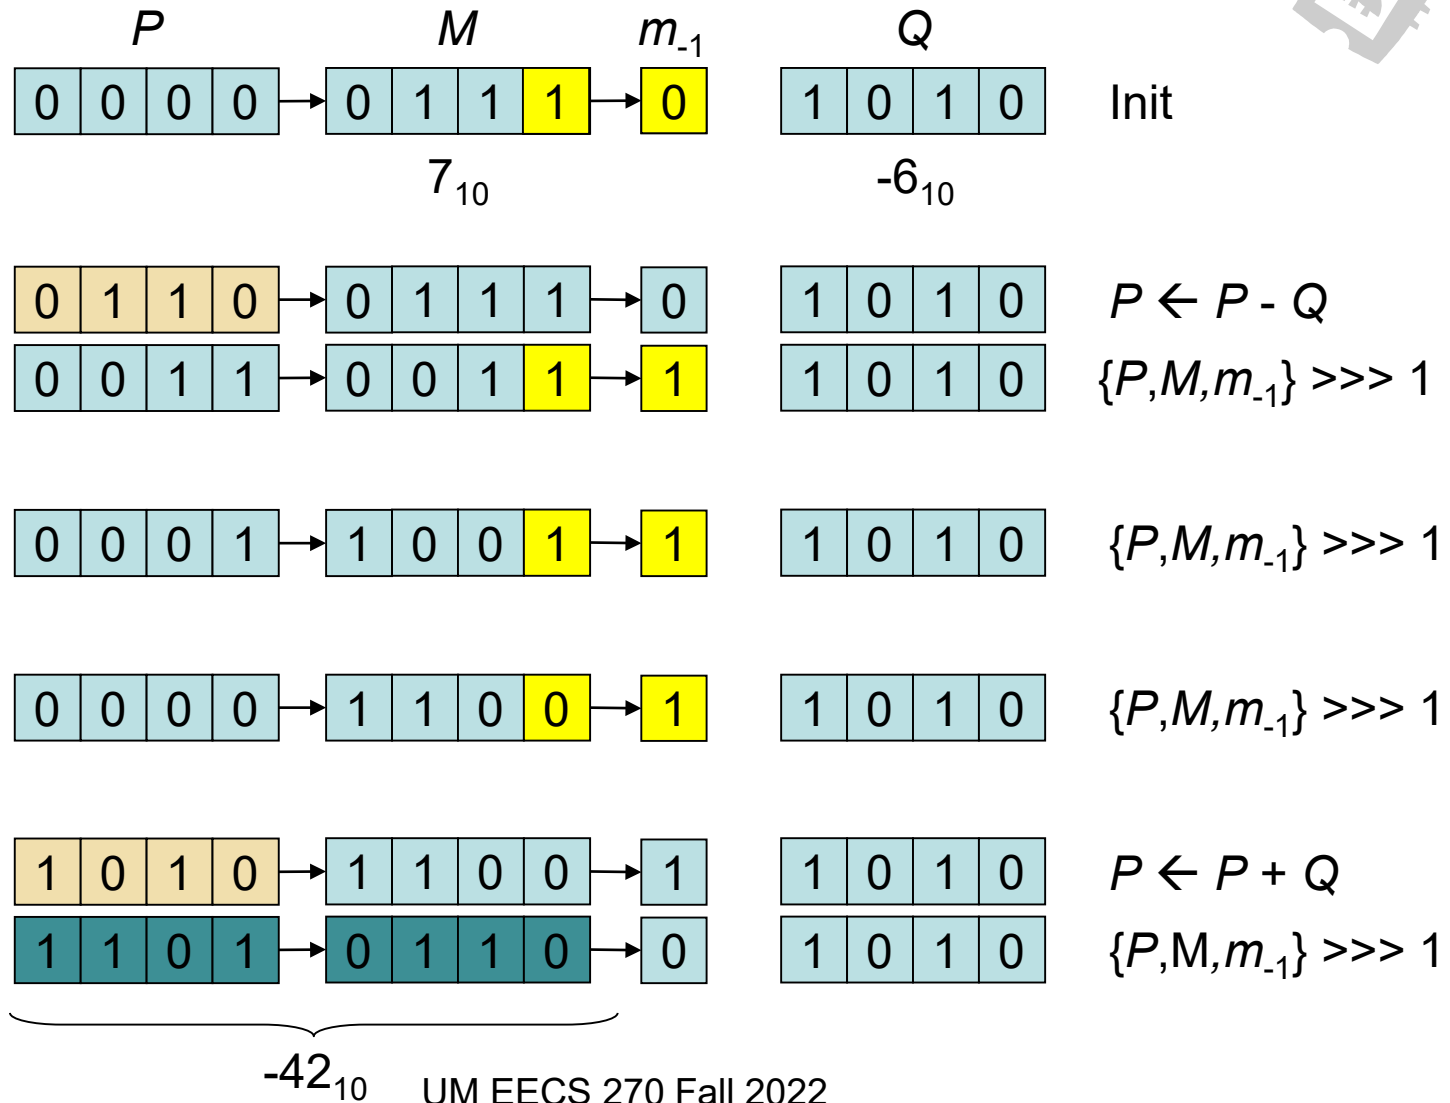 P M m-1 Q
0 0 0 0 0 1 1 1 0 1 0 1 0 Init
7₁₀ -6₁₀
0 1 1 0 0 1 1 1 0 1 0 1 0 P ← P - Q
0 0 1 1 0 0 1 1 1 1 0 1 0 {P,M,m-1} >>> 1
0 0 0 1 1 0 0 1 1 1 0 1 0 {P,M,m-1} >>> 1
0 0 0 0 1 1 0 0 1 1 0 1 0 {P,M,m-1} >>> 1
1 0 1 0 1 1 0 0 1 1 0 1 0 P ← P + Q
1 1 0 1 0 1 1 0 0 1 0 1 0 {P,M,m-1} >>> 1
-42₁₀
UM EECS 270 Fall 2022